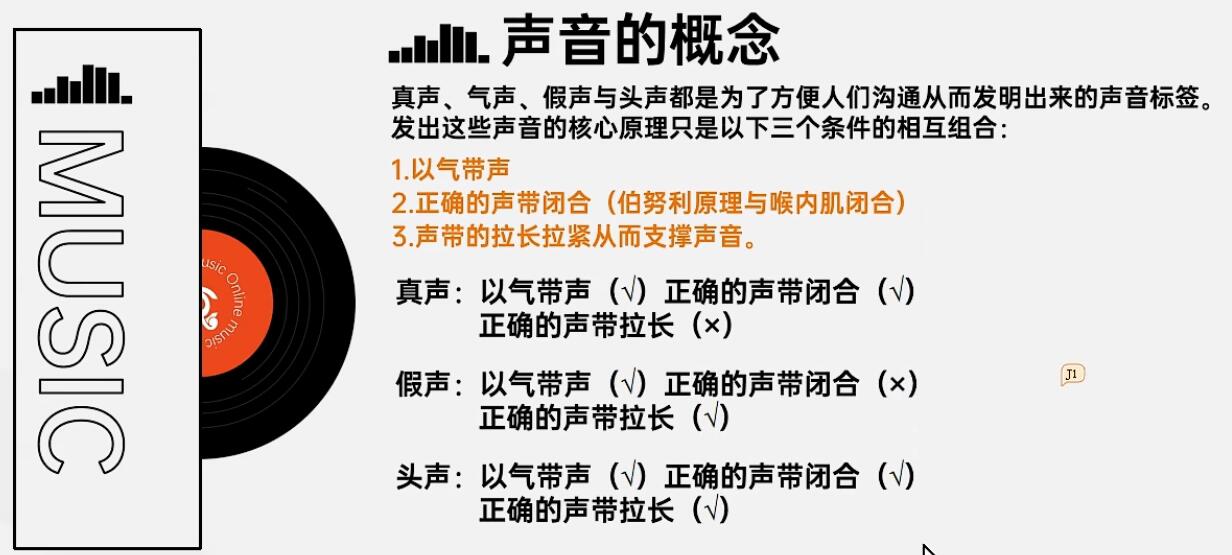 MUSIC
usic Online music
声音的概念
真声、气声、假声与头声都是为了方便人们沟通从而发明出来的声音标签。
发出这些声音的核心原理只是以下三个条件的相互组合：
1.以气带声
2.正确的声带闭合（伯努利原理与喉内肌闭合）
3.声带的拉长拉紧从而支撑声音。
真声：以气带声（√）正确的声带闭合（√）
正确的声带拉长（×）
假声：以气带声（√）正确的声带闭合（×）
正确的声带拉长（√）
J1
头声：以气带声（√）正确的声带闭合（√）
正确的声带拉长（√）